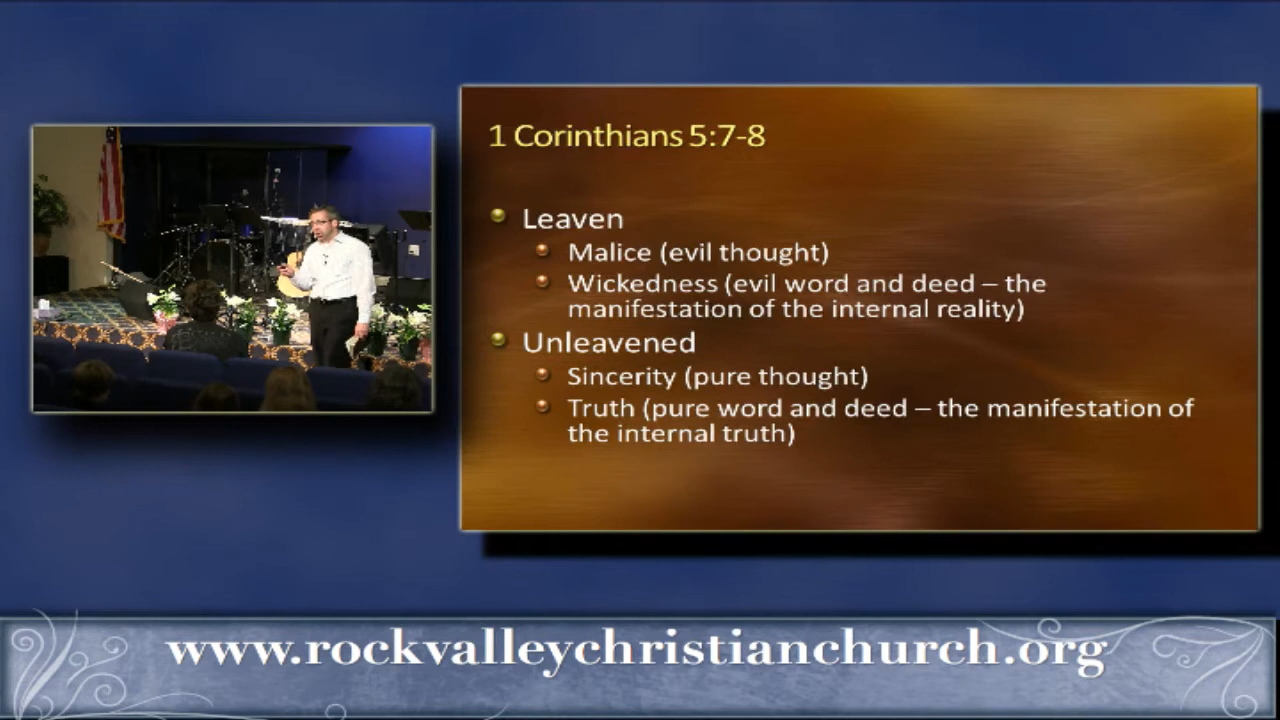 1 Corinthians 5:7-8
Leaven
Malice (evil thought)
Wickedness (evil word and deed – the
manifestation of the internal reality)
Unleavened
Sincerity (pure thought)
Truth (pure word and deed – the manifestation of
the internal truth)
www.rockvalleychristianchurch.org